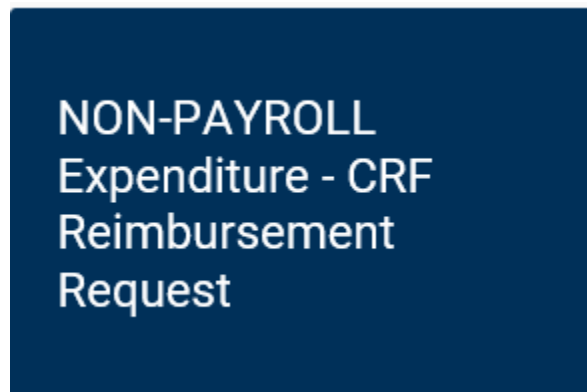 NON-PAYROLL
Expenditure - CRF
Reimbursement
Request